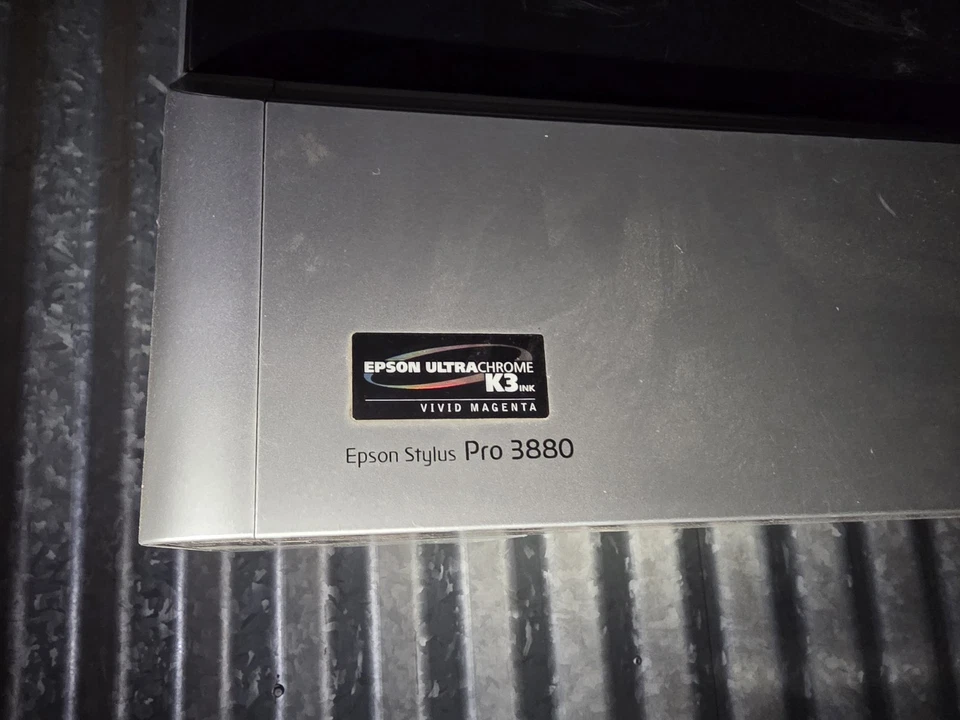 EPSON ULTRACHROME
K3 INK
VIVID MAGENTA
Epson Stylus Pro 3880